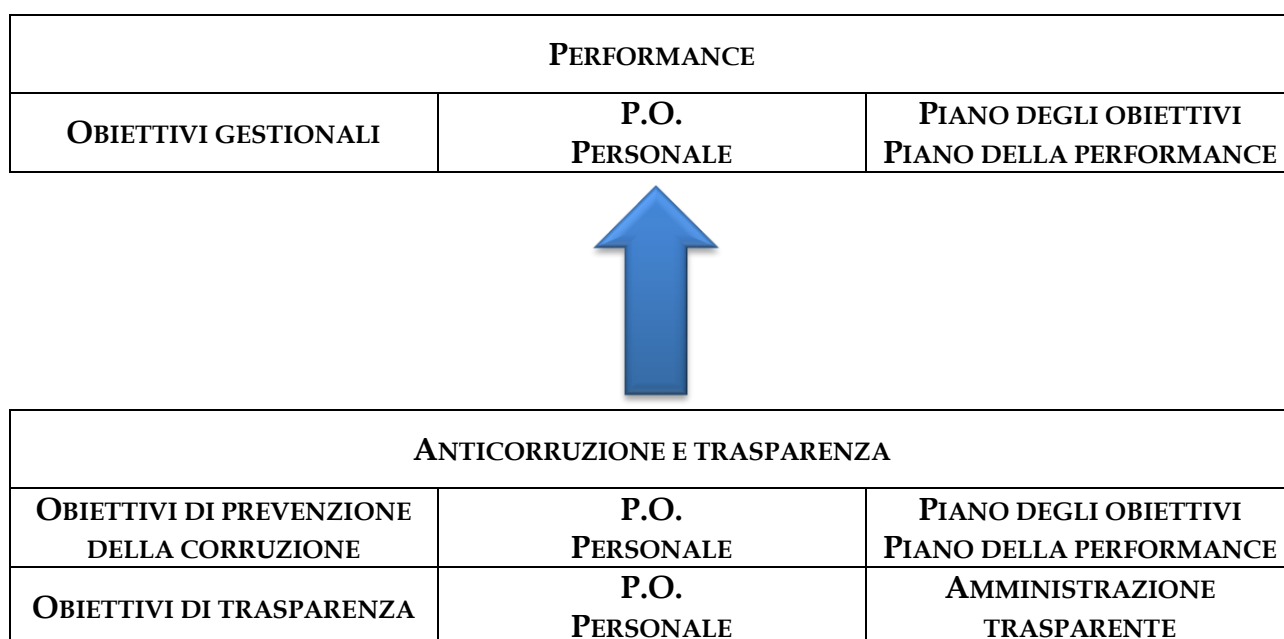 PERFORMANCE
OBIETTIVI GESTIONALI
P.O.
PERSONALE
PIANO DEGLI OBIETTIVI
PIANO DELLA PERFORMANCE
ANTICORRUZIONE E TRASPARENZA
OBIETTIVI DI PREVENZIONE
DELLA CORRUZIONE
P.O.
PERSONALE
PIANO DEGLI OBIETTIVI
PIANO DELLA PERFORMANCE
OBIETTIVI DI TRASPARENZA
P.O.
PERSONALE
AMMINISTRAZIONE
TRASPARENTE